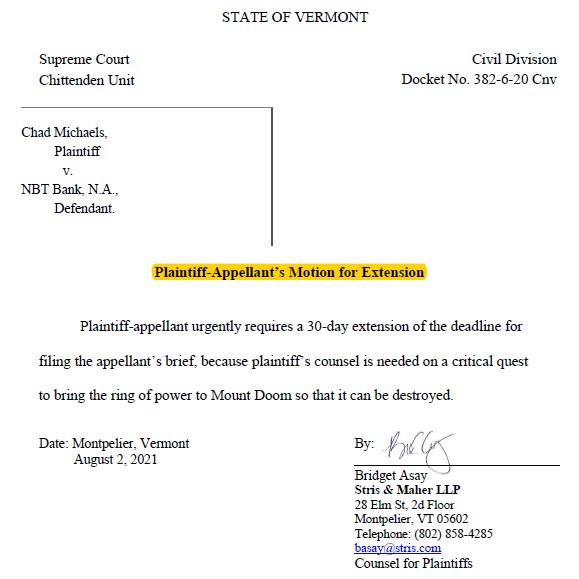 STATE OF VERMONT
Supreme Court
Chittenden Unit
Civil Division
Docket No. 382-6-20 Cnv
Chad Michaels,
Plaintiff
v.
NBT Bank, N.A.,
Defendant.
Plaintiff-Appellant’s Motion for Extension
Plaintiff-appellant urgently requires a 30-day extension of the deadline for
filing the appellant’s brief, because plaintiff’s counsel is needed on a critical quest
to bring the ring of power to Mount Doom so that it can be destroyed.
Date: Montpelier, Vermont
August 2, 2021
By:
Bridget Asay
Stris & Maher LLP
28 Elm St, 2d Floor
Montpelier, VT 05602
Telephone: (802) 858-4285
basay@stris.com
Counsel for Plaintiffs